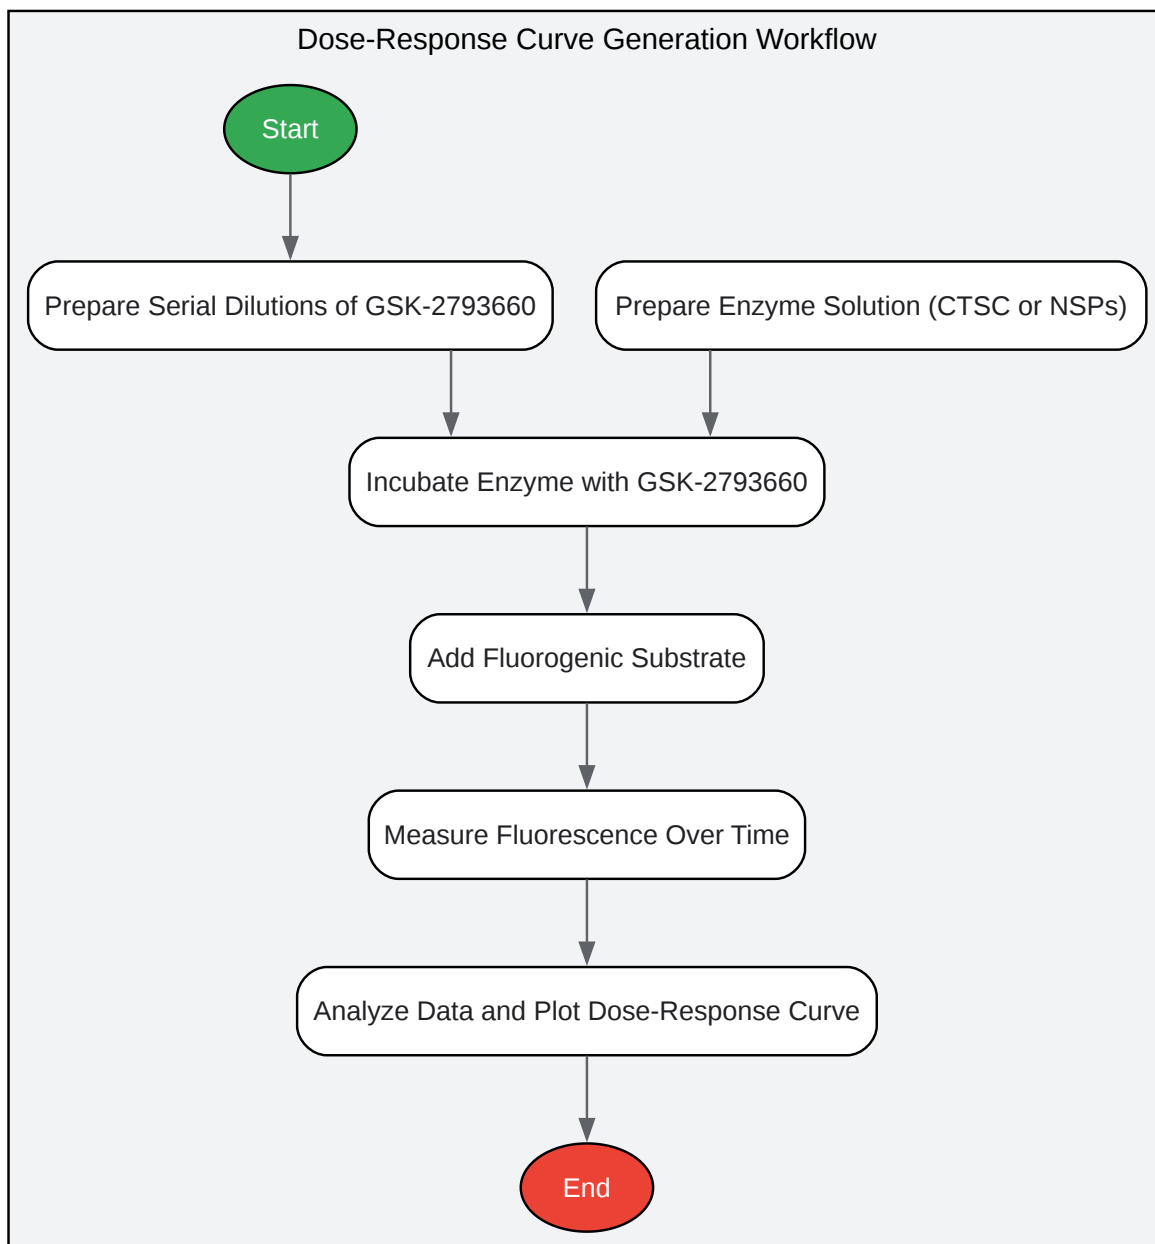 Dose-Response Curve Generation Workflow
Start
Prepare Serial Dilutions of GSK-2793660
Prepare Enzyme Solution (CTSC or NSPs)
Incubate Enzyme with GSK-2793660
Add Fluorogenic Substrate
Measure Fluorescence Over Time
Analyze Data and Plot Dose-Response Curve
End